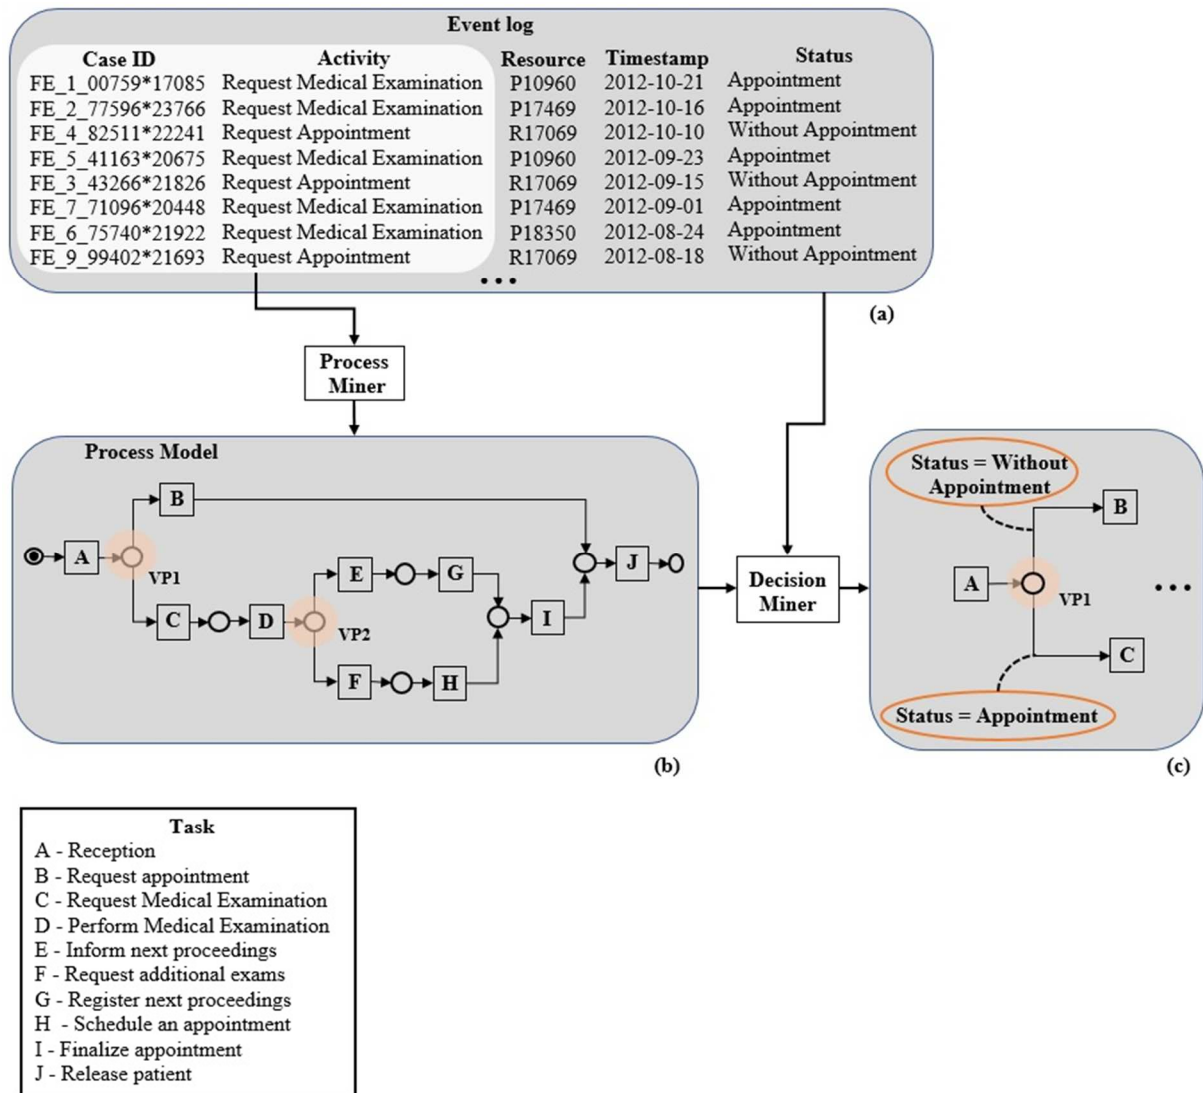 Event log
Case ID Activity Resource Timestamp Status
FE_1_00759*17085 Request Medical Examination P10960 2012-10-21 Appointment
FE_2_77596*23766 Request Medical Examination P17469 2012-10-16 Appointment
FE_4_82511*22241 Request Appointment R17069 2012-10-10 Without Appointment
FE_5_41163*20675 Request Medical Examination P10960 2012-09-23 Appointmet
FE_3_43266*21826 Request Appointment R17069 2012-09-15 Without Appointment
FE_7_71096*20448 Request Medical Examination P17469 2012-09-01 Appointment
FE_6_75740*21922 Request Medical Examination P18350 2012-08-24 Appointment
FE_9_99402*21693 Request Appointment R17069 2012-08-18 Without Appointment
...
(a)
Process
Miner
Process Model
B
A
VP1
E
G
J
C
D
VP2
I
F
H
(b)
Decision
Miner
Status = Without
Appointment
B
A
VP1
...
C
Status = Appointment
(c)
Task
A - Reception
B - Request appointment
C - Request Medical Examination
D - Perform Medical Examination
E - Inform next proceedings
F - Request additional exams
G - Register next proceedings
H - Schedule an appointment
I - Finalize appointment
J - Release patient